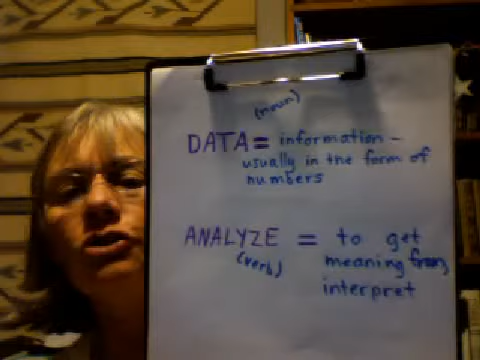 (noun)
DATA = information -
usually in the form of
numbers
ANALYZE = to get
(verb) meaning from,
interpret